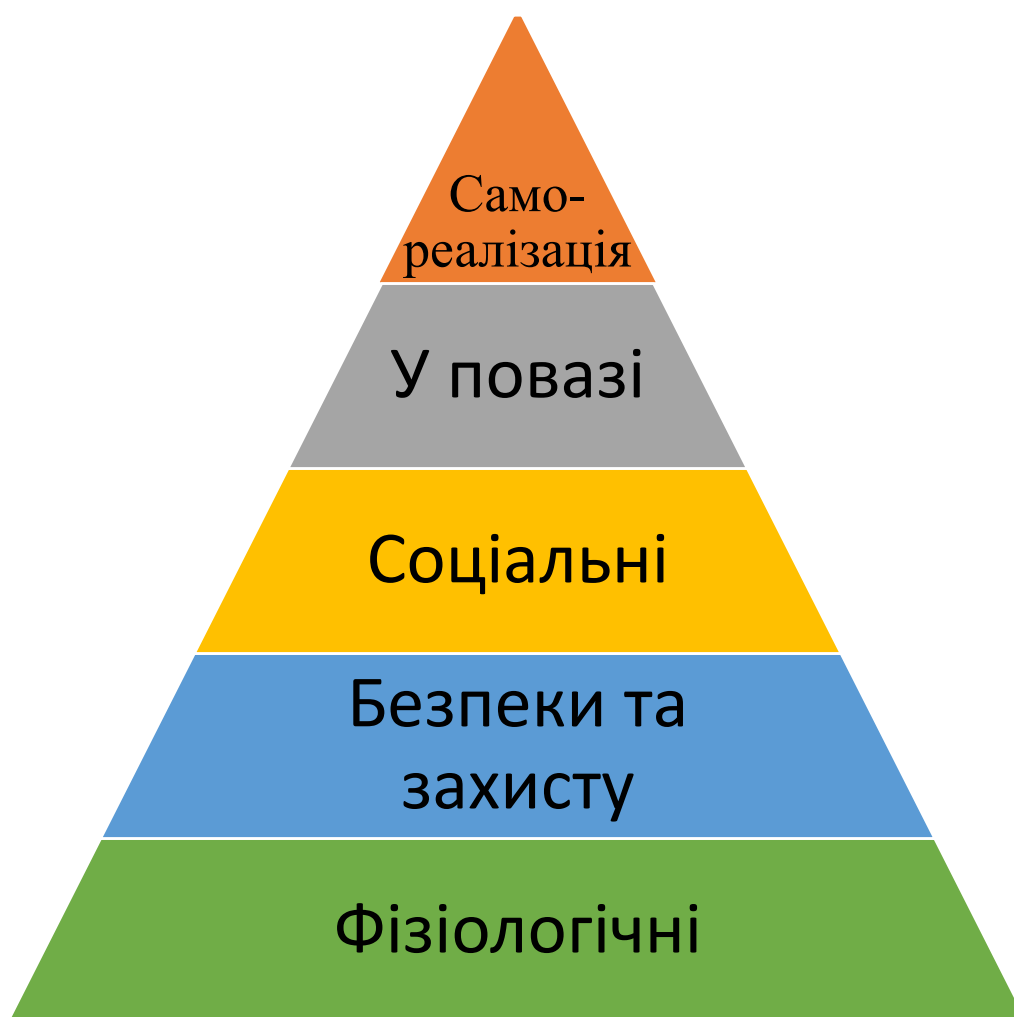 Само-
реалізація
У повазі
Соціальні
Безпеки та
захисту
Фізіологічні